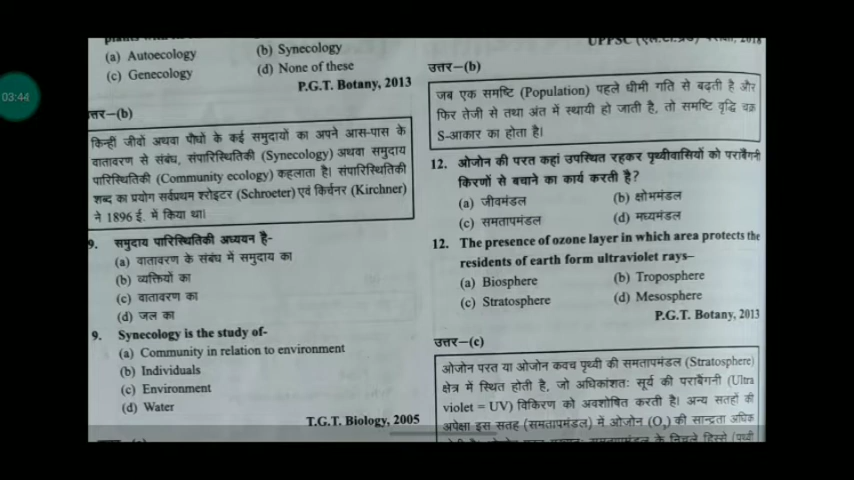 03:44
plants with
(a) Autoecology (b) Synecology
(c) Genecology (d) None of these
P.G.T. Botany, 2013
उत्तर–(b)
किन्हीं जीवों अथवा पौधों के कई समुदायों का अपने आस-पास के
वातावरण से संबंध, संपारिस्थितिकी (Synecology) अथवा समुदाय
पारिस्थितिकी (Community ecology) कहलाता है। संपारिस्थितिकी
शब्द का प्रयोग सर्वप्रथम श्रोइटर (Schroeter) एवं किर्चनर (Kirchner)
ने 1896 ई. में किया था।
9. समुदाय पारिस्थितिकी अध्ययन है-
(a) वातावरण के संबंध में समुदाय का
(b) व्यक्तियों का
(c) वातावरण का
(d) जल का
9. Synecology is the study of-
(a) Community in relation to environment
(b) Individuals
(c) Environment
(d) Water
T.G.T. Biology, 2005
UPPSC 2018
उत्तर–(b)
जब एक समष्टि (Population) पहले धीमी गति से बढ़ती है और
फिर तेजी से तथा अंत में स्थायी हो जाती है, तो समष्टि वृद्धि वक्र
S-आकार का होता है।
12. ओजोन की परत कहां उपस्थित रहकर पृथ्वीवासियों को पराबैंगनी
किरणों से बचाने का कार्य करती है?
(a) जीवमंडल (b) क्षोभमंडल
(c) समतापमंडल (d) मध्यमंडल
12. The presence of ozone layer in which area protects the
residents of earth form ultraviolet rays–
(a) Biosphere (b) Troposphere
(c) Stratosphere (d) Mesosphere
P.G.T. Botany, 2013
उत्तर–(c)
ओजोन परत या ओजोन कवच पृथ्वी की समतापमंडल (Stratosphere)
क्षेत्र में स्थित होती है, जो अधिकांशतः सूर्य की पराबैंगनी (Ultra
violet = UV) विकिरण को अवशोषित करती है। अन्य सतहों की
अपेक्षा इस सतह (समतापमंडल) में ओजोन (O₃) की सान्द्रता अधिक
समतापमंडल के निचले हिस्से (पृथ्वी